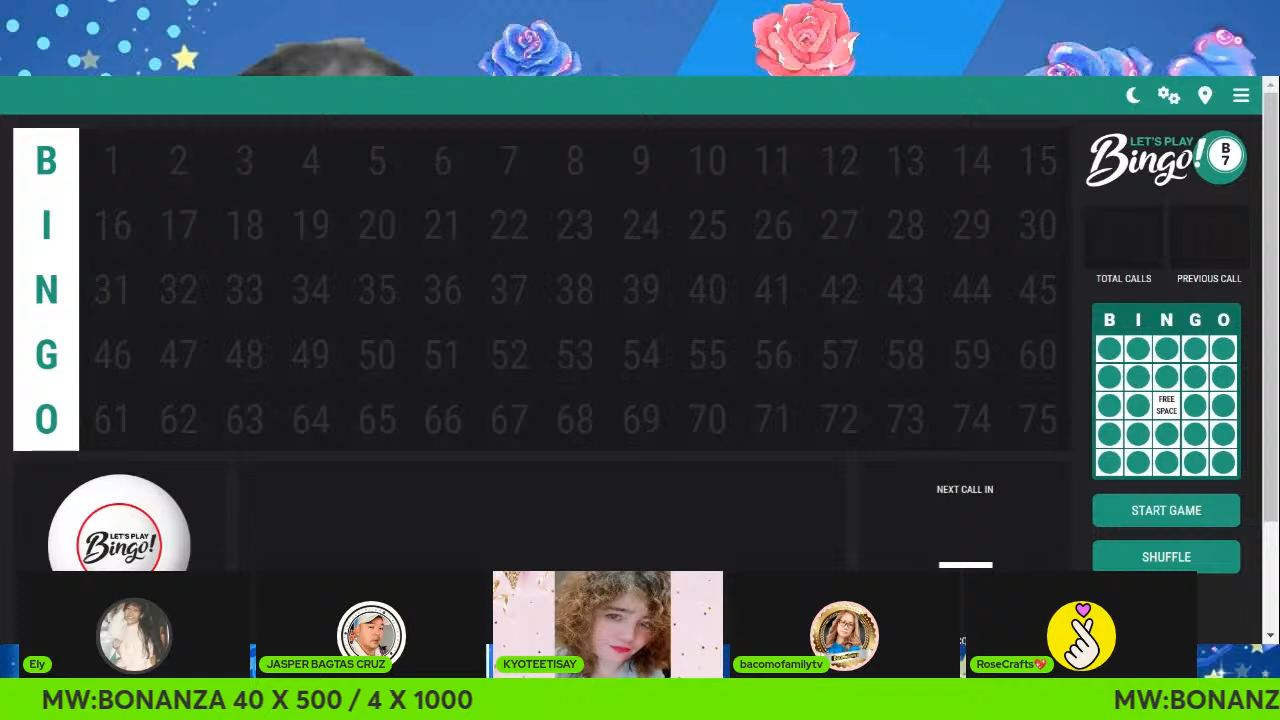 B 1 2 3 4 5 6 7 8 9 10 11 12 13 14 15
I 16 17 18 19 20 21 22 23 24 25 26 27 28 29 30
N 31 32 33 34 35 36 37 38 39 40 41 42 43 44 45
G 46 47 48 49 50 51 52 53 54 55 56 57 58 59 60
O 61 62 63 64 65 66 67 68 69 70 71 72 73 74 75
LET'S PLAY
Bingo!
B
7
TOTAL CALLS PREVIOUS CALL
B I N G O
FREE
SPACE
START GAME
SHUFFLE
LET'S PLAY
Bingo!
NEXT CALL IN
Ely
JASPER BAGTAS CRUZ
KYOTEETISAY
bacomofamilytv
RoseCrafts💖
MW:BONANZA 40 X 500 / 4 X 1000
MW:BONANZ